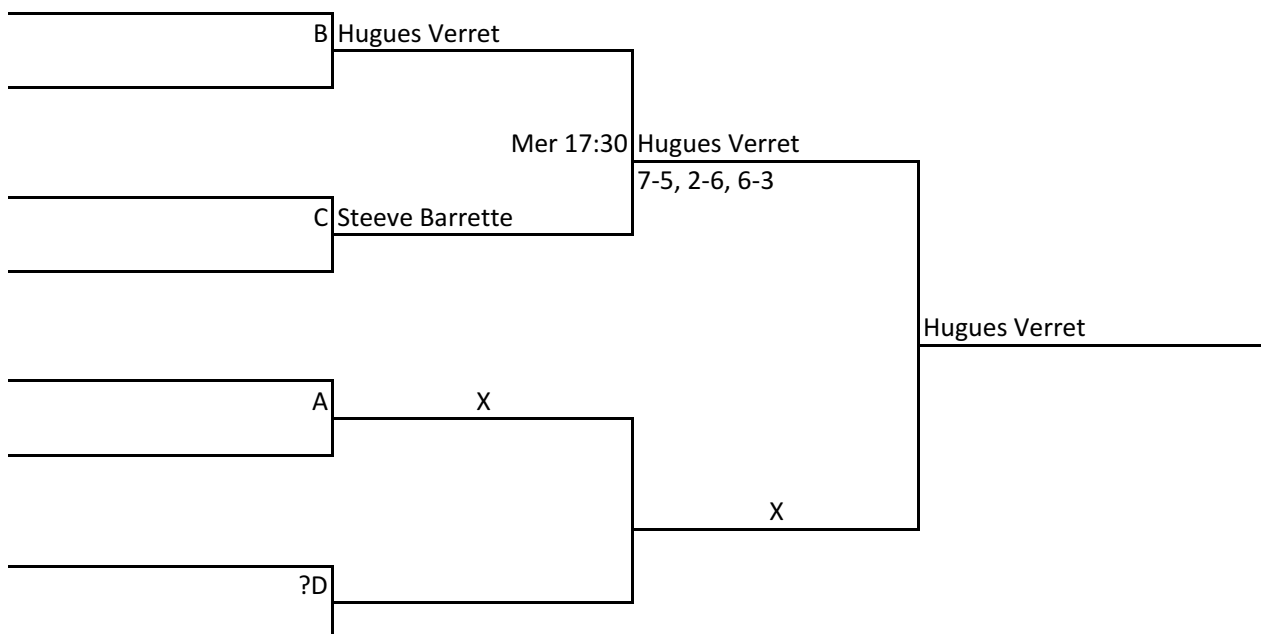 B Hugues Verret
Mer 17:30 Hugues Verret
7-5, 2-6, 6-3
C Steeve Barrette
Hugues Verret
A X
X
?D